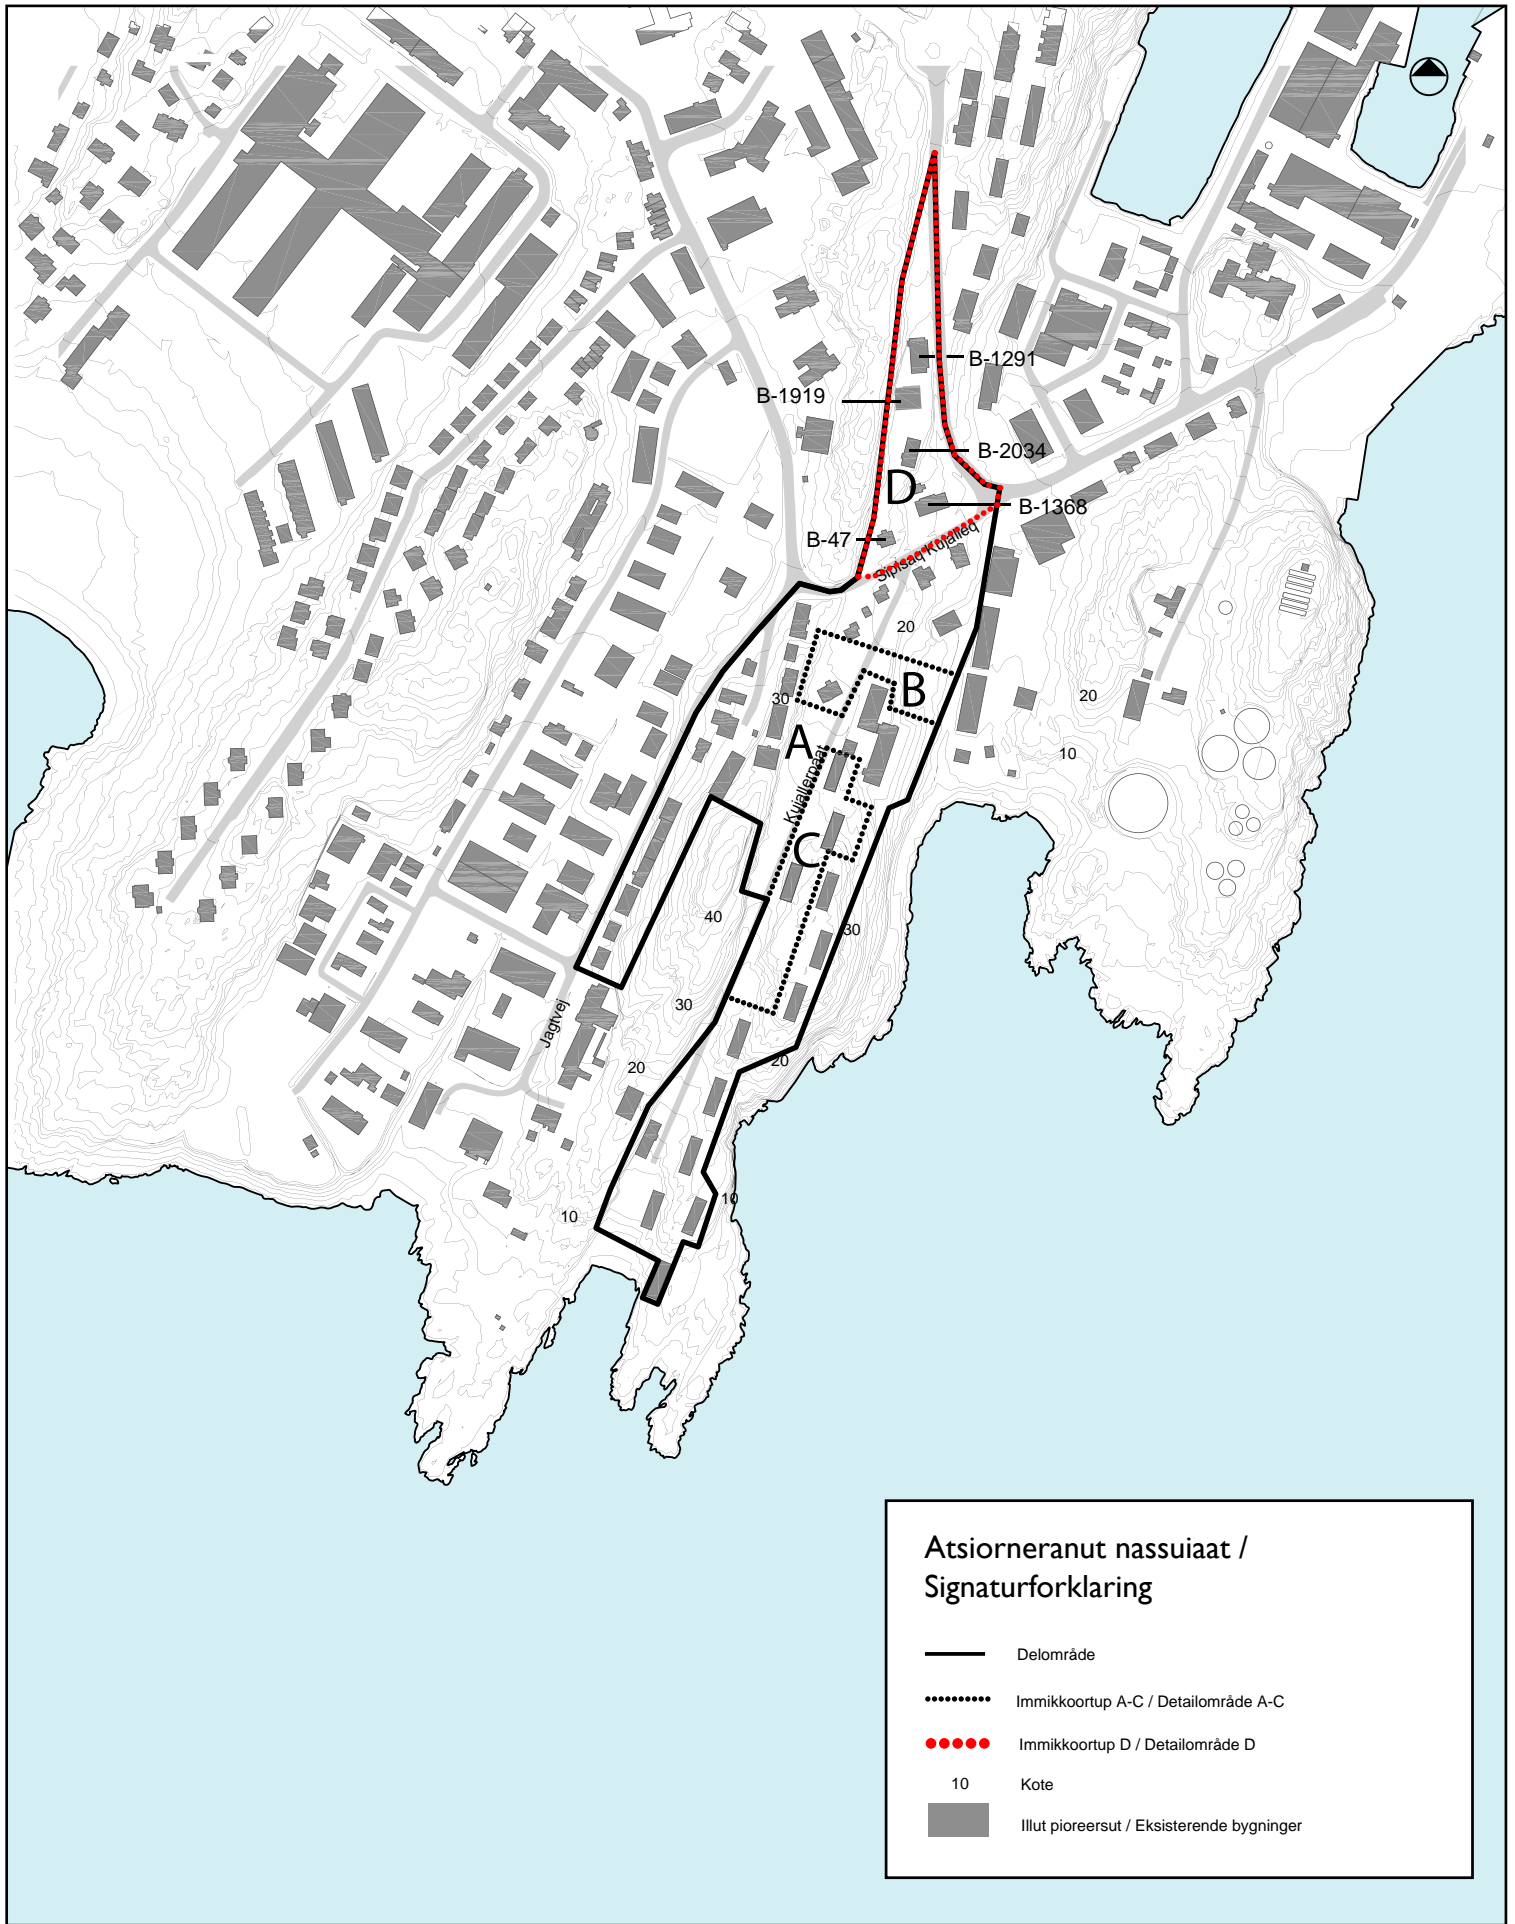 B-1291
B-1919
B-2034
D
B-1368
B-47
Sipisaq Kujalleq
20
B
30
20
A
10
Kujallerpaat
C
40
30
30
Jagtvej
20
20
10
10
Atsiorneranut nassuiaat /
Signaturforklaring
Delområde
Immikkoortup A-C / Detailområde A-C
Immikkoortup D / Detailområde D
10 Kote
Illut pioreersut / Eksisterende bygninger